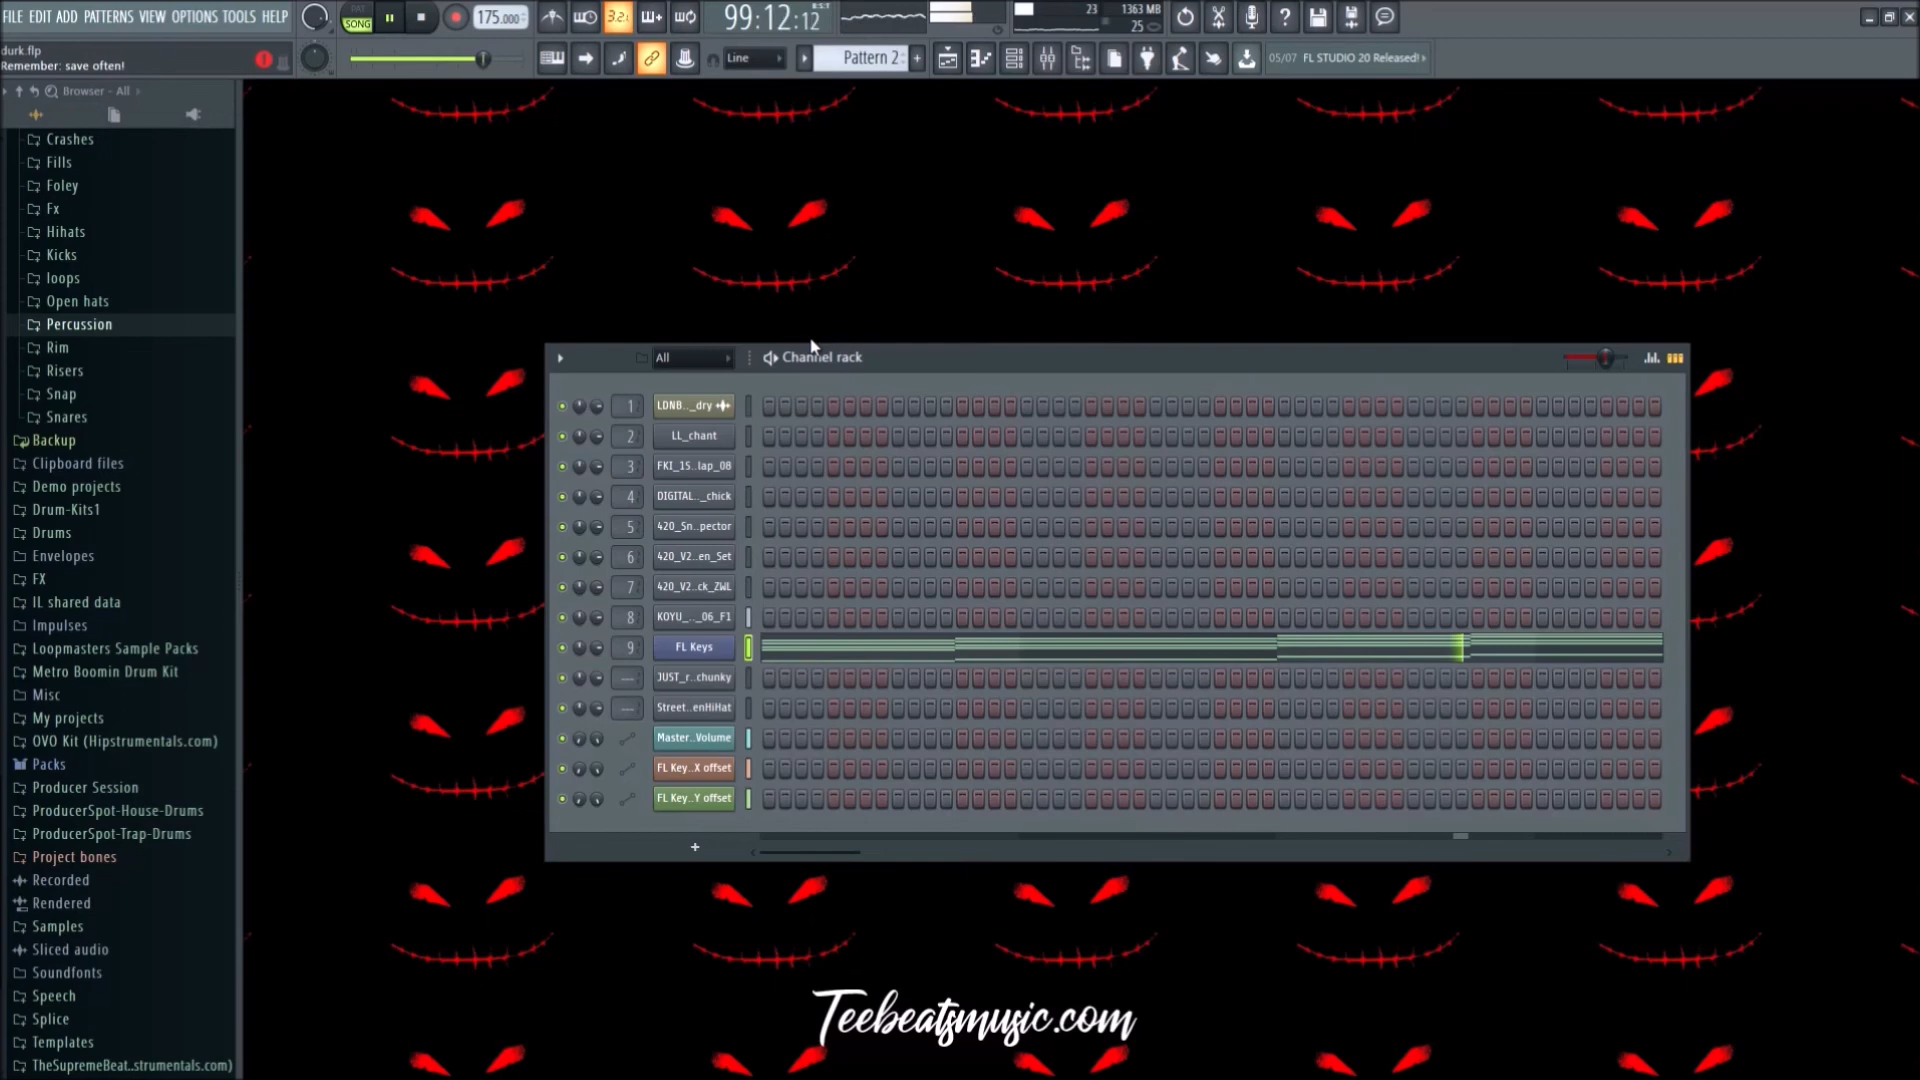 FILE EDIT ADD PATTERNS VIEW OPTIONS TOOLS HELP
PAT
SONG
175.000
3.2.
99:12:12
B:S:T
23
1363 MB
25
durk.flp
Remember: save often!
Line
Pattern 2
+
05/07 FL STUDIO 20 Released!
Browser - All
Crashes
Fills
Foley
Fx
Hihats
Kicks
loops
Open hats
Percussion
Rim
Risers
Snap
Snares
Backup
Clipboard files
Demo projects
Drum-Kits1
Drums
Envelopes
FX
IL shared data
Impulses
Loopmasters Sample Packs
Metro Boomin Drum Kit
Misc
My projects
OVO Kit (Hipstrumentals.com)
Packs
Producer Session
ProducerSpot-House-Drums
ProducerSpot-Trap-Drums
Project bones
Recorded
Rendered
Samples
Sliced audio
Soundfonts
Speech
Splice
Templates
TheSupremeBeat..strumentals.com)
All
Channel rack
1 LDNB.._dry
2 LL_chant
3 FKI_1S..lap_08
4 DIGITAL.._chick
5 420_Sn..pector
6 420_V2..en_Set
7 420_V2..ck_ZWL
8 KOYU_.._06_F1
9 FL Keys
--- JUST_r..chunky
--- Street..enHiHat
Master..Volume
FL Key..X offset
FL Key..Y offset
+
Teebeatsmusic.com